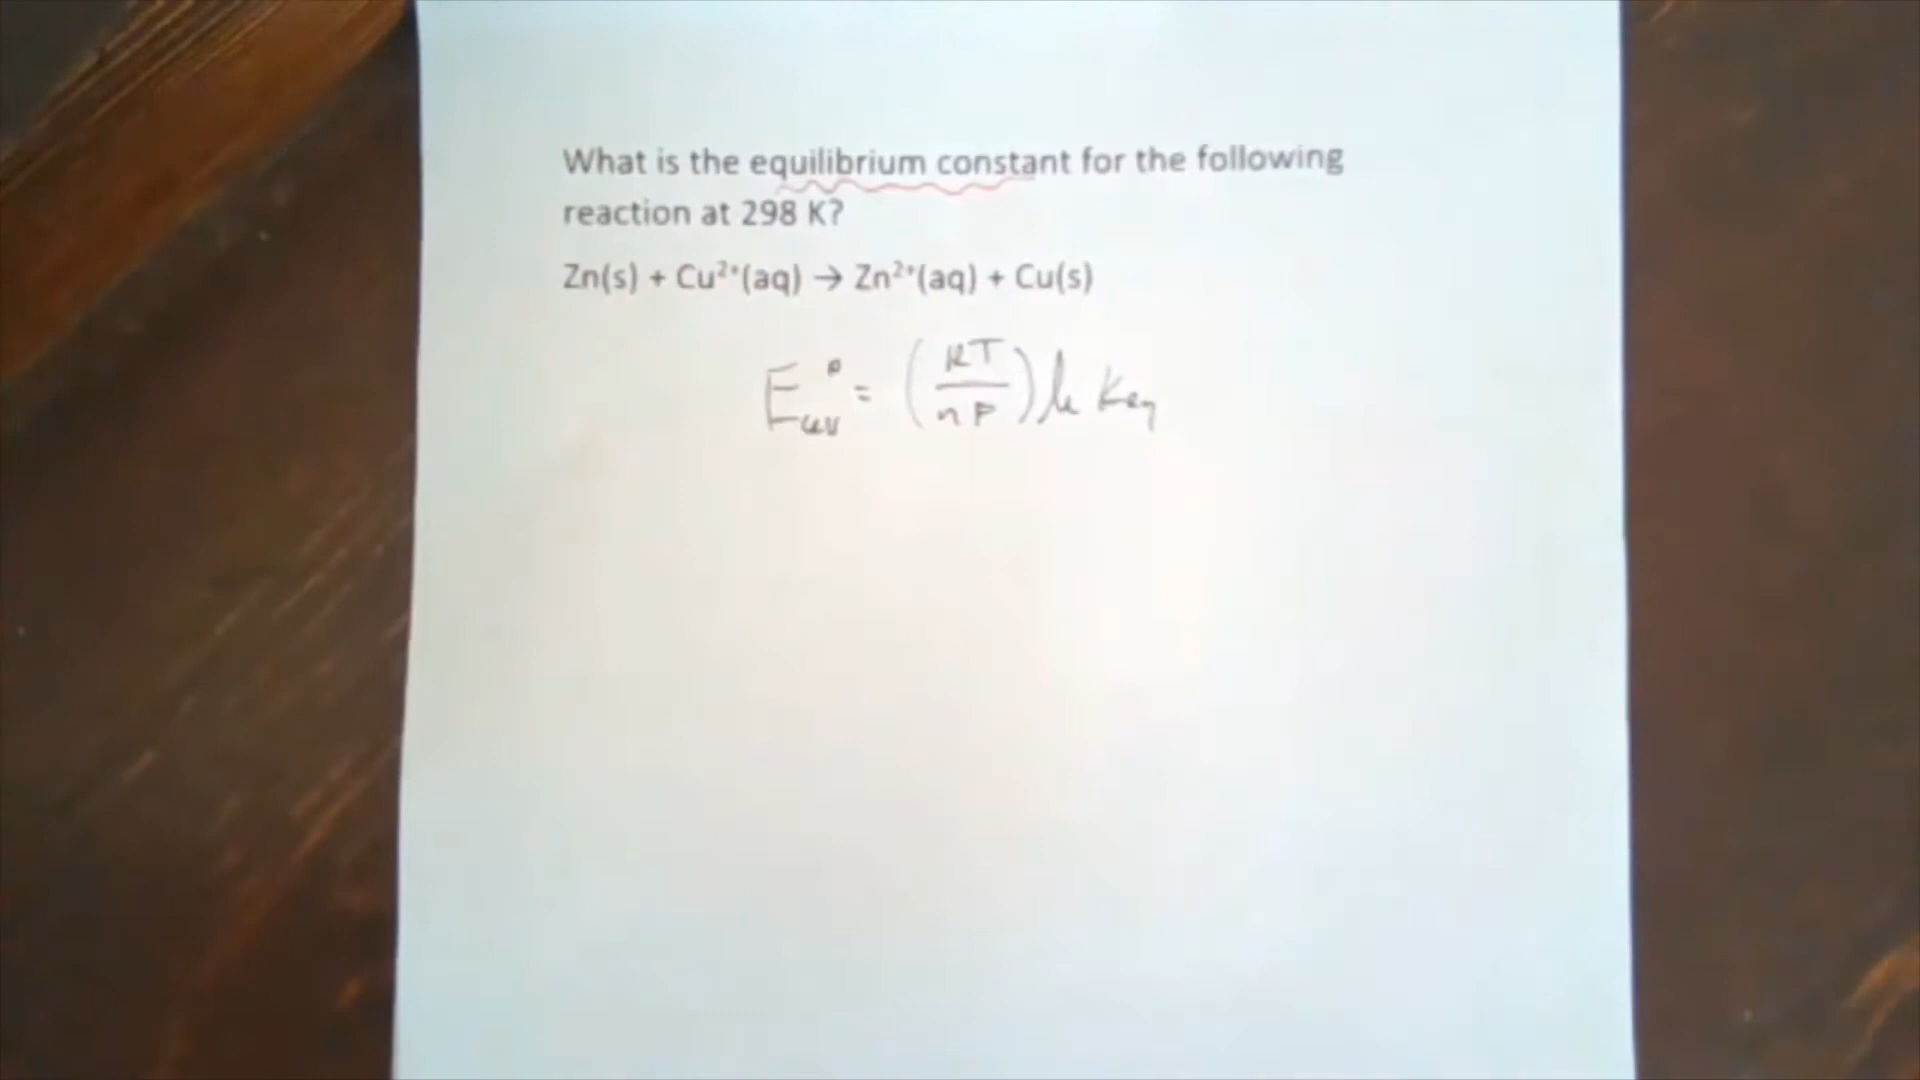 What is the equilibrium constant for the following
reaction at 298 K?
Zn(s) + Cu²⁺(aq) → Zn²⁺(aq) + Cu(s)
E°cell = (RT/nF) ln Keq